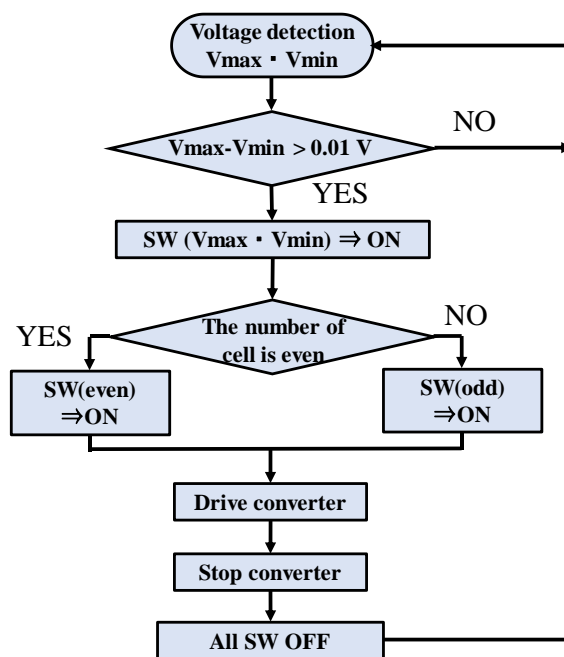 Voltage detection
Vmax・Vmin
NO
Vmax-Vmin > 0.01 V
YES
SW (Vmax・Vmin) ⇒ ON
YES
The number of
cell is even
NO
SW(even)
⇒ON
SW(odd)
⇒ON
Drive converter
Stop converter
All SW OFF